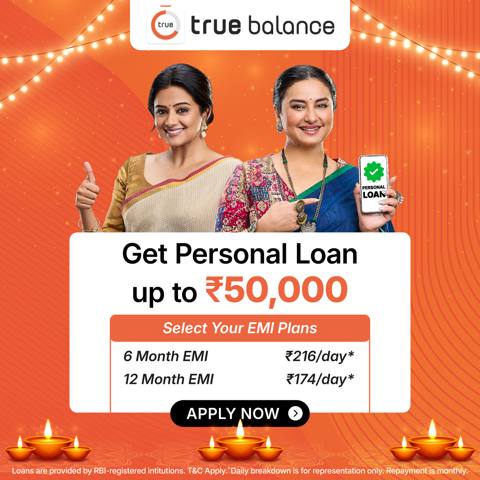 true true balance
PERSONAL
LOAN
Get Personal Loan
up to ₹50,000
Select Your EMI Plans
6 Month EMI ₹216/day*
12 Month EMI ₹174/day*
APPLY NOW
Loans are provided by RBI-registered intitutions. T&C Apply.*Daily breakdown is for representation only. Repayment is monthly.